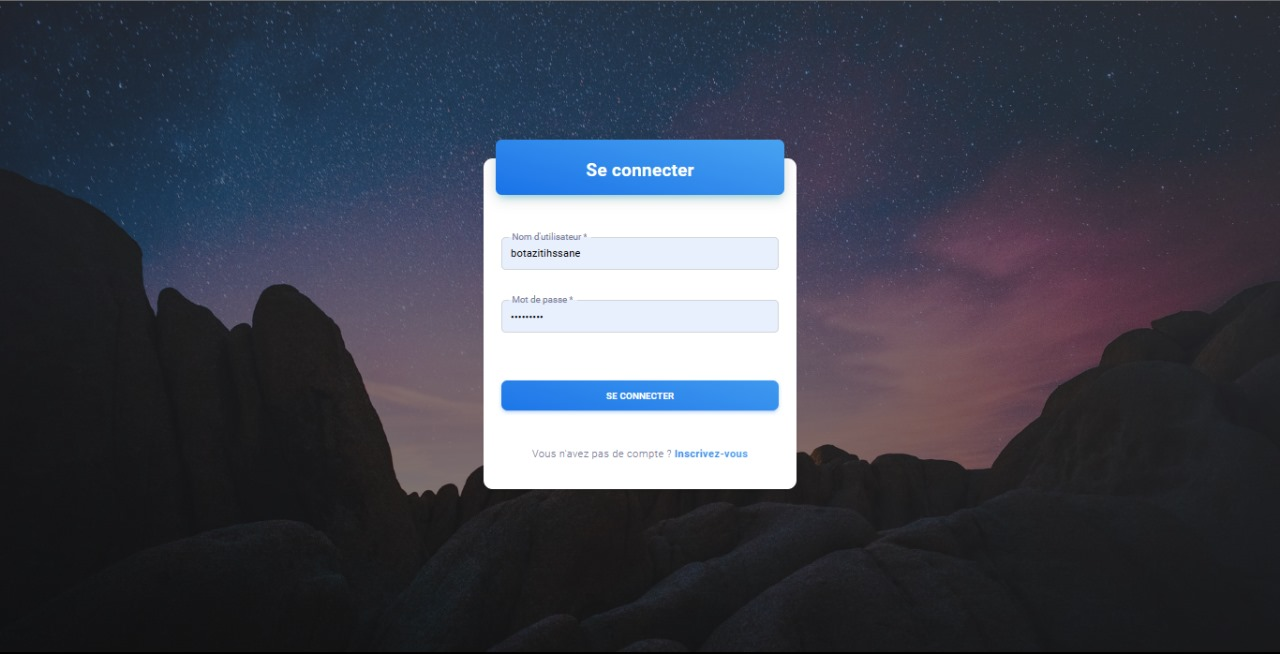 Se connecter
Nom d'utilisateur *
botazitihssane
Mot de passe *
•••••••••
SE CONNECTER
Vous n'avez pas de compte ? Inscrivez-vous